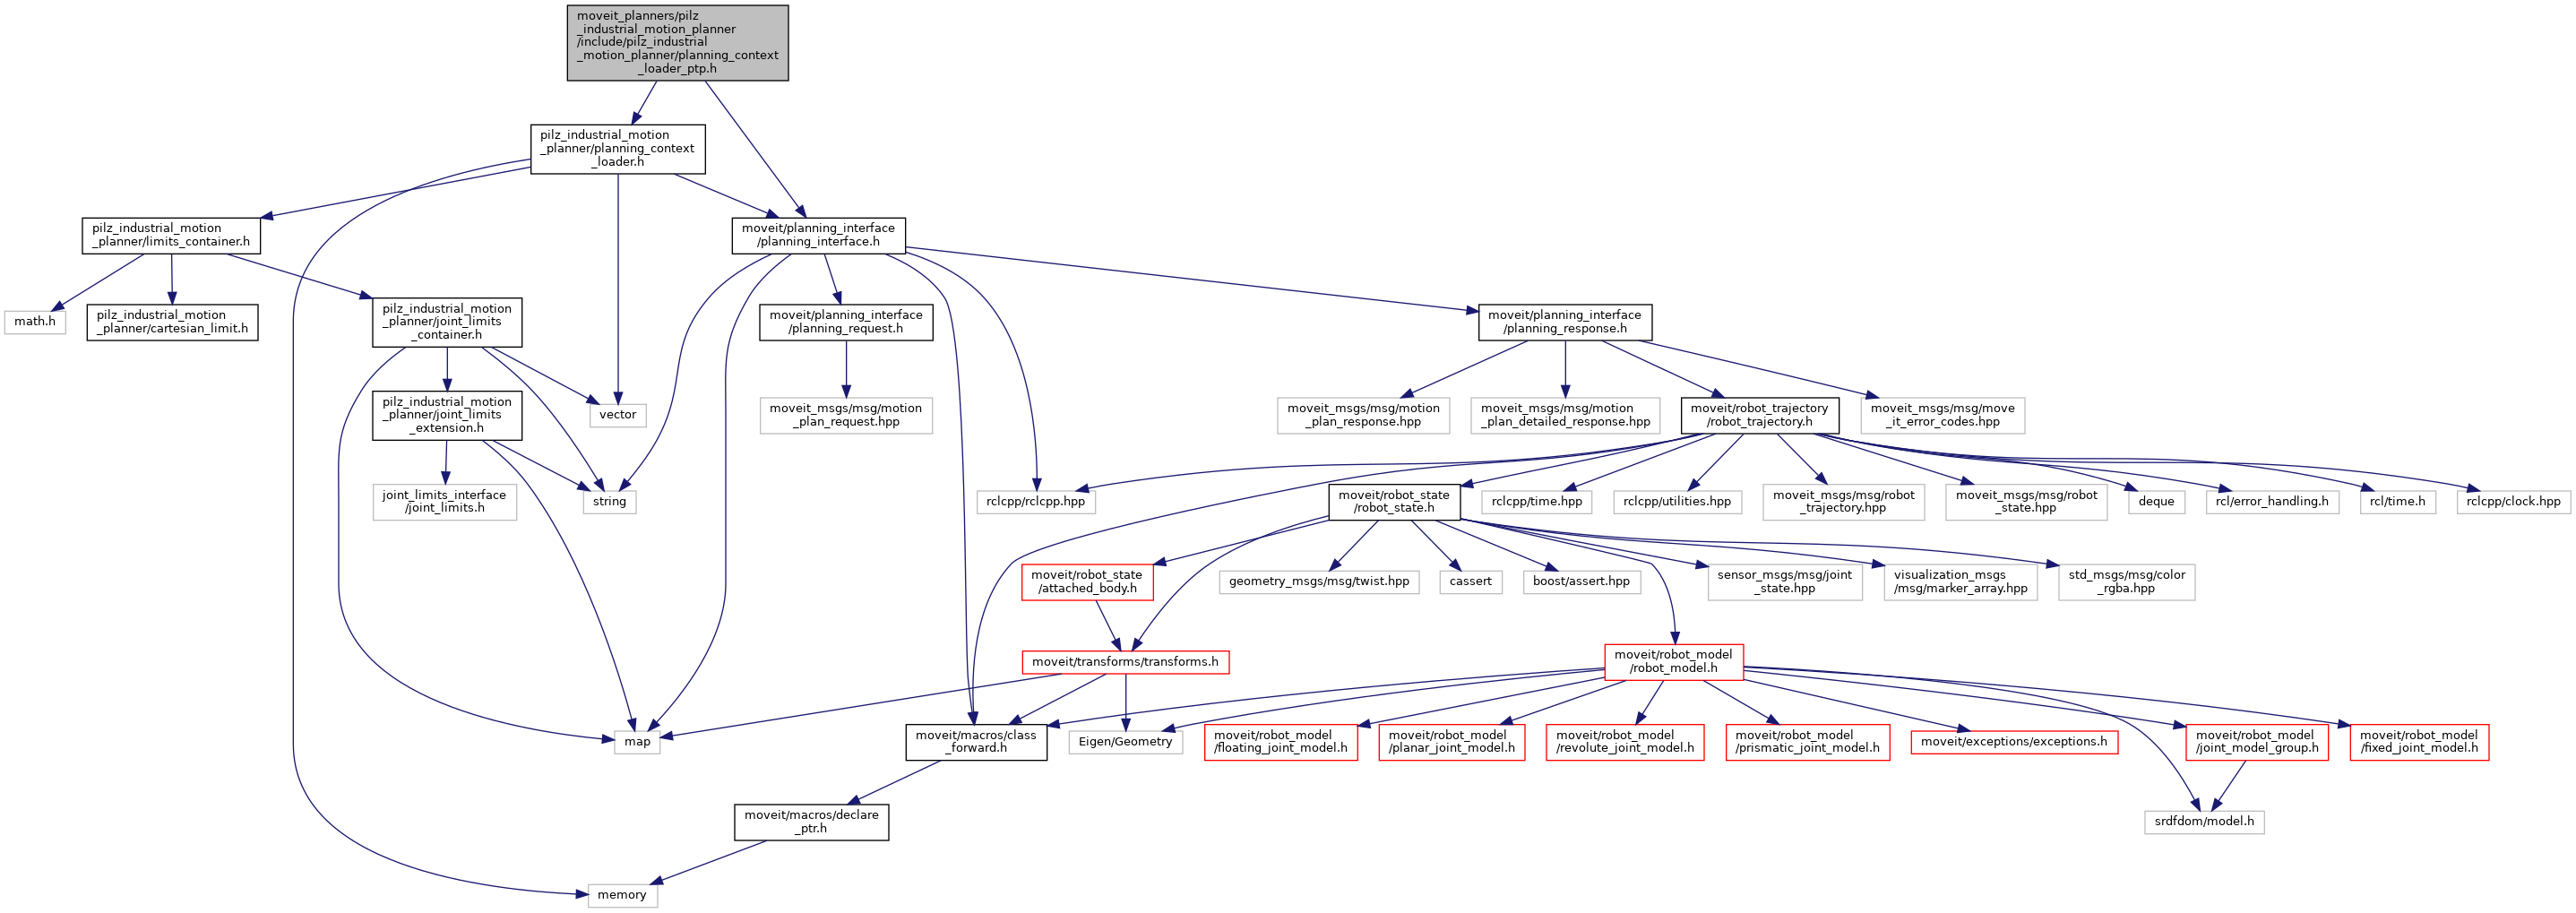 moveit_planners/pilz
_industrial_motion_planner
/include/pilz_industrial
_motion_planner/planning_context
_loader_ptp.h
pilz_industrial_motion
_planner/planning_context
_loader.h
pilz_industrial_motion
_planner/limits_container.h
moveit/planning_interface
/planning_interface.h
math.h
pilz_industrial_motion
_planner/cartesian_limit.h
pilz_industrial_motion
_planner/joint_limits
_container.h
moveit/planning_interface
/planning_request.h
moveit/planning_interface
/planning_response.h
pilz_industrial_motion
_planner/joint_limits
_extension.h
vector
moveit_msgs/msg/motion
_plan_request.hpp
moveit_msgs/msg/motion
_plan_response.hpp
moveit_msgs/msg/motion
_plan_detailed_response.hpp
moveit/robot_trajectory
/robot_trajectory.h
moveit_msgs/msg/move
_it_error_codes.hpp
joint_limits_interface
/joint_limits.h
string
rclcpp/rclcpp.hpp
moveit/robot_state
/robot_state.h
rclcpp/time.hpp
rclcpp/utilities.hpp
moveit_msgs/msg/robot
_trajectory.hpp
moveit_msgs/msg/robot
_state.hpp
deque
rcl/error_handling.h
rcl/time.h
rclcpp/clock.hpp
moveit/robot_state
/attached_body.h
geometry_msgs/msg/twist.hpp
cassert
boost/assert.hpp
sensor_msgs/msg/joint
_state.hpp
visualization_msgs
/msg/marker_array.hpp
std_msgs/msg/color
_rgba.hpp
moveit/transforms/transforms.h
moveit/robot_model
/robot_model.h
map
moveit/macros/class
_forward.h
Eigen/Geometry
moveit/robot_model
/floating_joint_model.h
moveit/robot_model
/planar_joint_model.h
moveit/robot_model
/revolute_joint_model.h
moveit/robot_model
/prismatic_joint_model.h
moveit/exceptions/exceptions.h
moveit/robot_model
/joint_model_group.h
moveit/robot_model
/fixed_joint_model.h
moveit/macros/declare
_ptr.h
srdfdom/model.h
memory